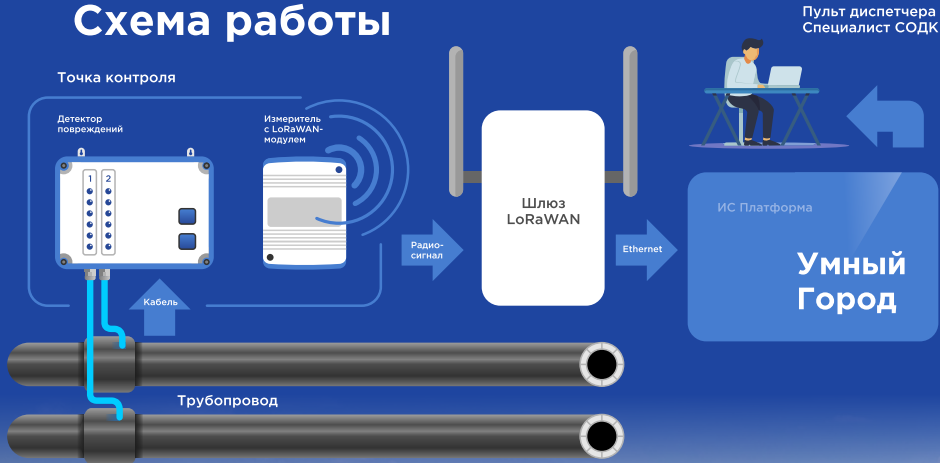 Схема работы
Пульт диспетчера
Специалист СОДК
Точка контроля
Детектор
повреждений
Измеритель
с LoRaWAN-
модулем
1 2
Шлюз
LoRaWAN
Радио-
сигнал
Ethernet
ИС Платформа
Умный
Город
Кабель
Трубопровод